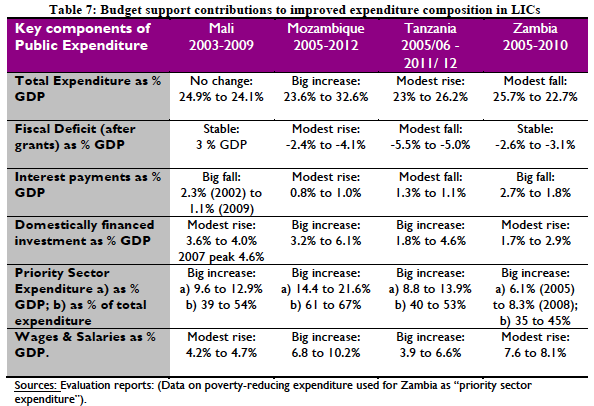 Table 7: Budget support contributions to improved expenditure composition in LICs
Key components of Public Expenditure | Mali 2003-2009 | Mozambique 2005-2012 | Tanzania 2005/06 - 2011/ 12 | Zambia 2005-2010
Total Expenditure as % GDP | No change: 24.9% to 24.1% | Big increase: 23.6% to 32.6% | Modest rise: 23% to 26.2% | Modest fall: 25.7% to 22.7%
Fiscal Deficit (after grants) as % GDP | Stable: 3 % GDP | Modest rise: -2.4% to -4.1% | Modest fall: -5.5% to -5.0% | Stable: -2.6% to -3.1%
Interest payments as % GDP | Big fall: 2.3% (2002) to 1.1% (2009) | Modest rise: 0.8% to 1.0% | Modest fall: 1.3% to 1.1% | Big fall: 2.7% to 1.8%
Domestically financed investment as % GDP | Modest rise: 3.6% to 4.0% 2007 peak 4.6% | Big increase: 3.2% to 6.1% | Big increase: 1.8% to 4.6% | Modest rise: 1.7% to 2.9%
Priority Sector Expenditure a) as % GDP; b) as % of total expenditure | Big increase: a) 9.6 to 12.9% b) 39 to 54% | Big increase: a) 14.4 to 21.6% b) 61 to 67% | Big increase: a) 8.8 to 13.9% b) 40 to 53% | Big increase: a) 6.1% (2005) to 8.3% (2008); b) 35 to 45%
Wages & Salaries as % GDP. | Modest rise: 4.2% to 4.7% | Big increase: 6.8 to 10.2% | Big increase: 3.9 to 6.6% | Modest rise: 7.6 to 8.1%
Sources: Evaluation reports: (Data on poverty-reducing expenditure used for Zambia as “priority sector
expenditure”).